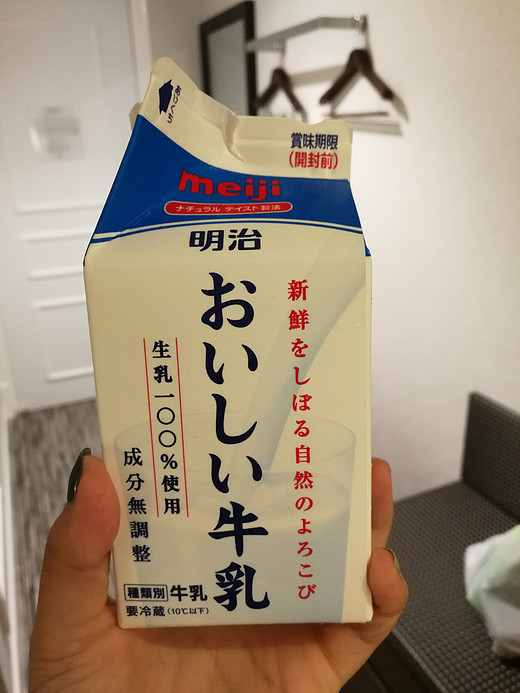 あけくち
賞味期限
(開封前)
meiji
ナチュラル テイスト製法
明治
新鮮をしぼる自然のよろこび
おいしい牛乳
生乳一〇〇%使用
成分無調整
種類別 牛乳
要冷蔵(10℃以下)